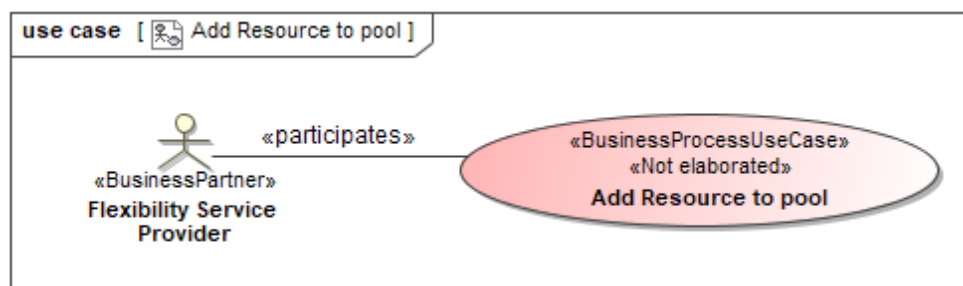 use case [ Add Resource to pool ]
«participates»
«BusinessPartner»
Flexibility Service
Provider
«BusinessProcessUseCase»
«Not elaborated»
Add Resource to pool